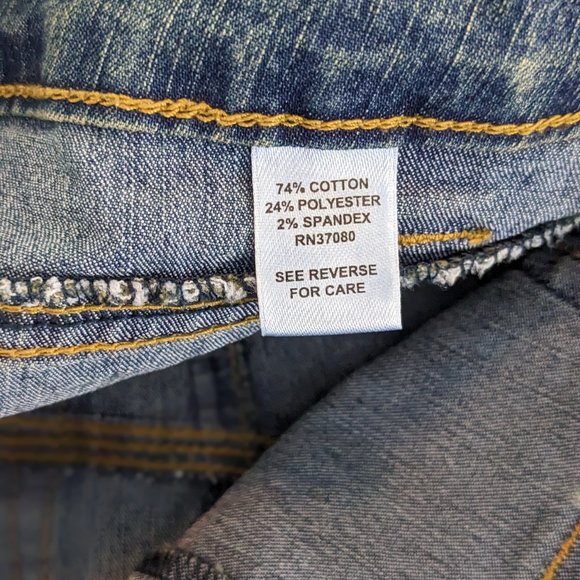 74% COTTON
24% POLYESTER
2% SPANDEX
RN37080
SEE REVERSE
FOR CARE